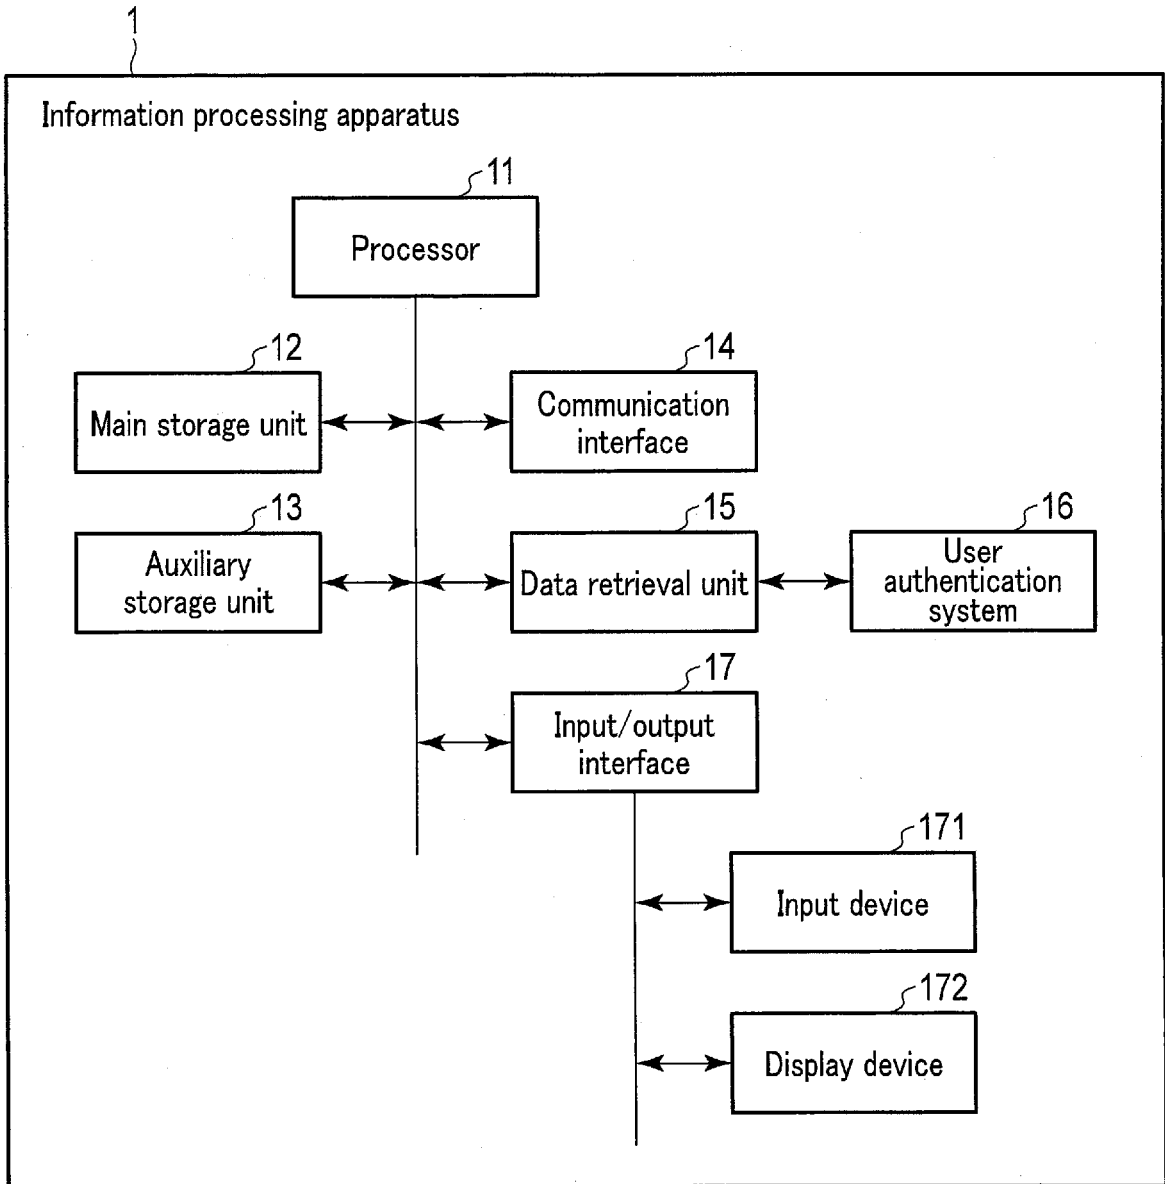 1
Information processing apparatus
11
Processor
12
Main storage unit
14
Communication
interface
13
Auxiliary
storage unit
15
Data retrieval unit
16
User
authentication
system
17
Input/output
interface
171
Input device
172
Display device